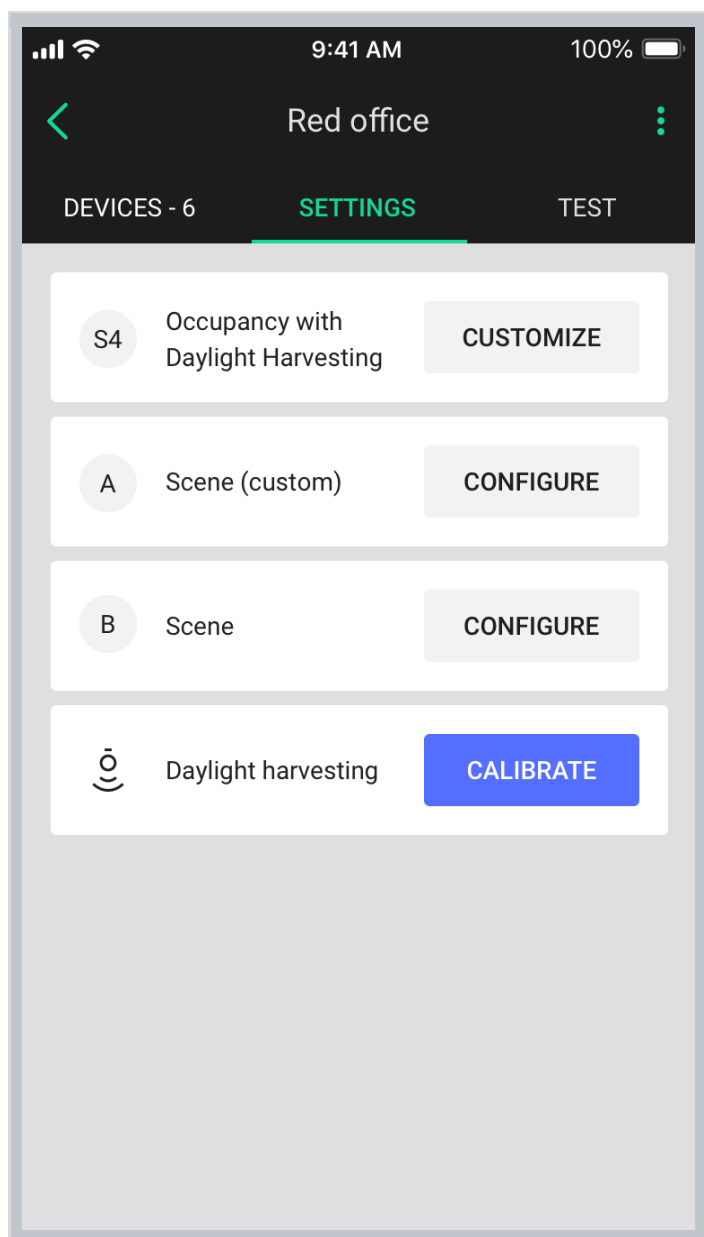 9:41 AM 100%
Red office
DEVICES - 6 SETTINGS TEST
S4 Occupancy with Daylight Harvesting CUSTOMIZE
A Scene (custom) CONFIGURE
B Scene CONFIGURE
Daylight harvesting CALIBRATE